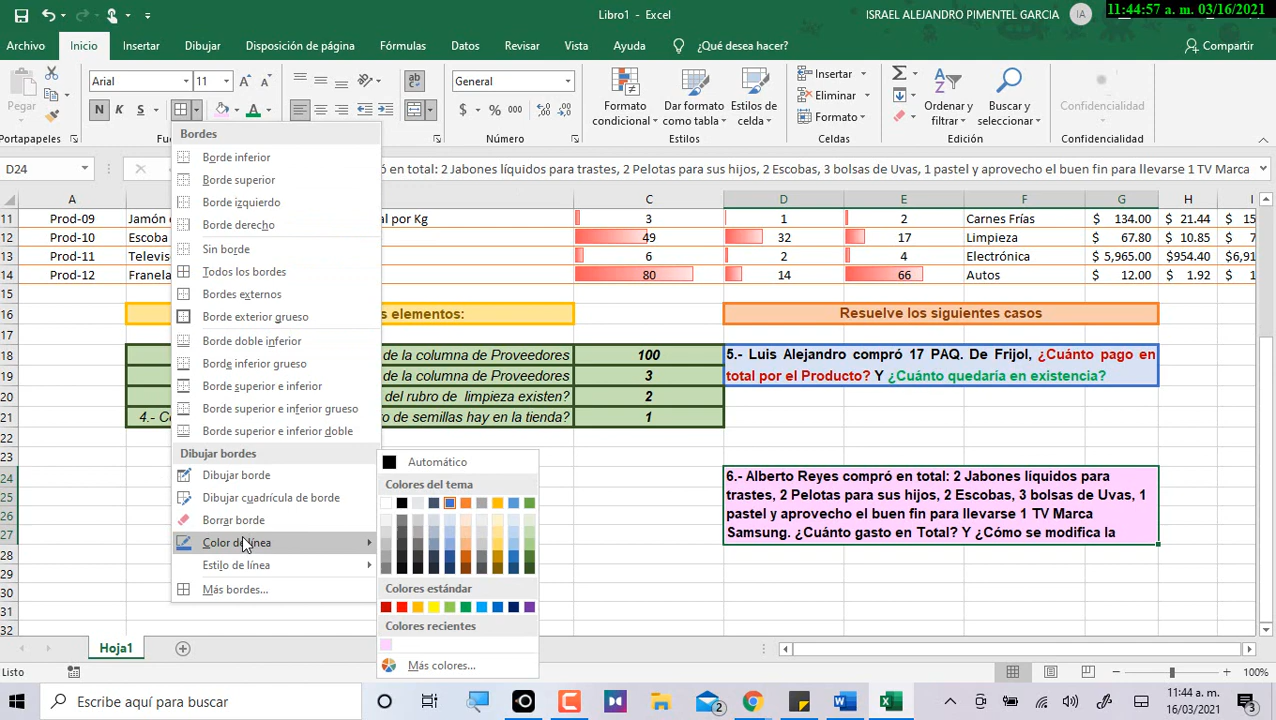 11:44:57 a. m. 03/16/2021
Libro1 - Excel
ISRAEL ALEJANDRO PIMENTEL GARCIA
IA
Archivo Inicio Insertar Dibujar Disposición de página Fórmulas Datos Revisar Vista Ayuda ¿Qué desea hacer? Compartir
Pegar
Arial 11
N K S
ab
General
$ % 000
Formato condicional
Dar formato como tabla
Estilos de celda
Insertar
Eliminar
Formato
Ordenar y filtrar
Buscar y seleccionar
Confidencialidad
Portapapeles Número Estilos Celdas Edición Confidencialidad
D24
en total: 2 Jabones líquidos para trastes, 2 Pelotas para sus hijos, 2 Escobas, 3 bolsas de Uvas, 1 pastel y aprovecho el buen fin para llevarse 1 TV Marca
A C D E F G H I
11 Prod-09 Jamón 3 1 2 Carnes Frías $ 134.00 $ 21.44 $ 15
12 Prod-10 Escoba 49 32 17 Limpieza $ 67.80 $ 10.85 $ 7
13 Prod-11 Televis 6 2 4 Electrónica $ 5,965.00 $954.40 $6,91
14 Prod-12 Franela 80 14 66 Autos $ 12.00 $ 1.92 $ 1
15
16 s elementos: Resuelve los siguientes casos
18 de la columna de Proveedores 100
19 de la columna de Proveedores 3
20 del rubro de limpieza existen? 2
21 ro de semillas hay en la tienda? 1
5.- Luis Alejandro compró 17 PAQ. De Frijol, ¿Cuánto pago en
total por el Producto? Y ¿Cuánto quedaría en existencia?
22
23
24
25
26
27
28
29
30
31
32
6.- Alberto Reyes compró en total: 2 Jabones líquidos para
trastes, 2 Pelotas para sus hijos, 2 Escobas, 3 bolsas de Uvas, 1
pastel y aprovecho el buen fin para llevarse 1 TV Marca
Samsung. ¿Cuánto gasto en Total? Y ¿Cómo se modifica la
Bordes
Borde inferior
Borde superior
Borde izquierdo
Borde derecho
Sin borde
Todos los bordes
Bordes externos
Borde exterior grueso
Borde doble inferior
Borde inferior grueso
Borde superior e inferior
Borde superior e inferior grueso
Borde superior e inferior doble
Dibujar bordes
Dibujar borde
Dibujar cuadrícula de borde
Borrar borde
Color de línea
Estilo de línea
Más bordes...
Automático
Colores del tema
Colores estándar
Colores recientes
Más colores...
Hoja1
Listo
100%
Escribe aquí para buscar
2
11:44 a. m.
16/03/2021
3